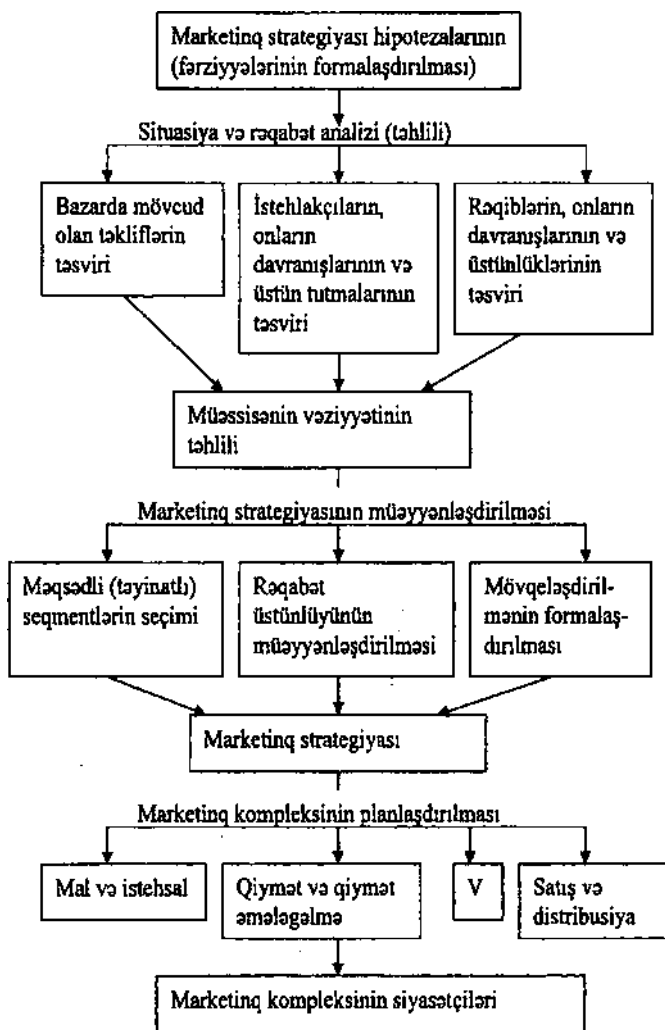 Marketinq strategiyası hipotezalarının
(fərziyyələrinin formalaşdırılması)
Situasiya və rəqabət analizi (təhlili)
Bazarda mövcud
olan təkliflərin
təsviri
İstehlakçıların,
onların
davranışlarının və
üstün tutmalarının
təsviri
Rəqiblərin, onların
davranışlarının və
üstünlüklərinin
təsviri
Müəssisənin vəziyyətinin
təhlili
Marketinq strategiyasının müəyyənləşdirilməsi
Məqsədli (təyinatlı)
seqmentlərin seçimi
Rəqabət
üstünlüyünün
müəyyənləşdirilməsi
Mövqeləşdiril-
mənin formalaş-
dırılması
Marketinq strategiyası
Marketinq kompleksinin planlaşdırılması
Mal və istehsal
Qiymət və qiymət
əmələgəlmə
V
Satış və
distribusiya
Marketinq kompleksinin siyasətçiləri